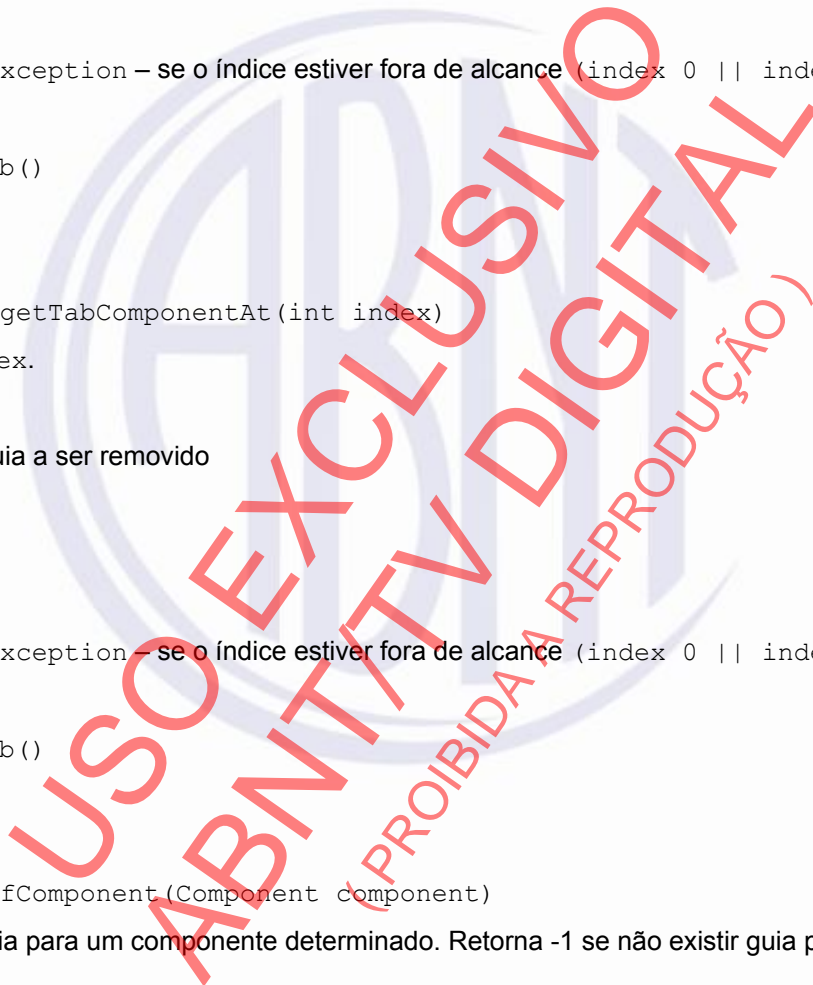 xception – se o índice estiver fora de alcance (index 0 || inde
b()
getTabComponentAt(int index)
ex.
uia a ser removido
xception – se o índice estiver fora de alcance (index 0 || inde
b()
fComponent(Component component)
ia para um componente determinado. Retorna -1 se não existir guia p
USO EXCLUSIVO
ABNT/TV DIGITAL
( PROIBIDA A REPRODUÇÃO )
ABNT